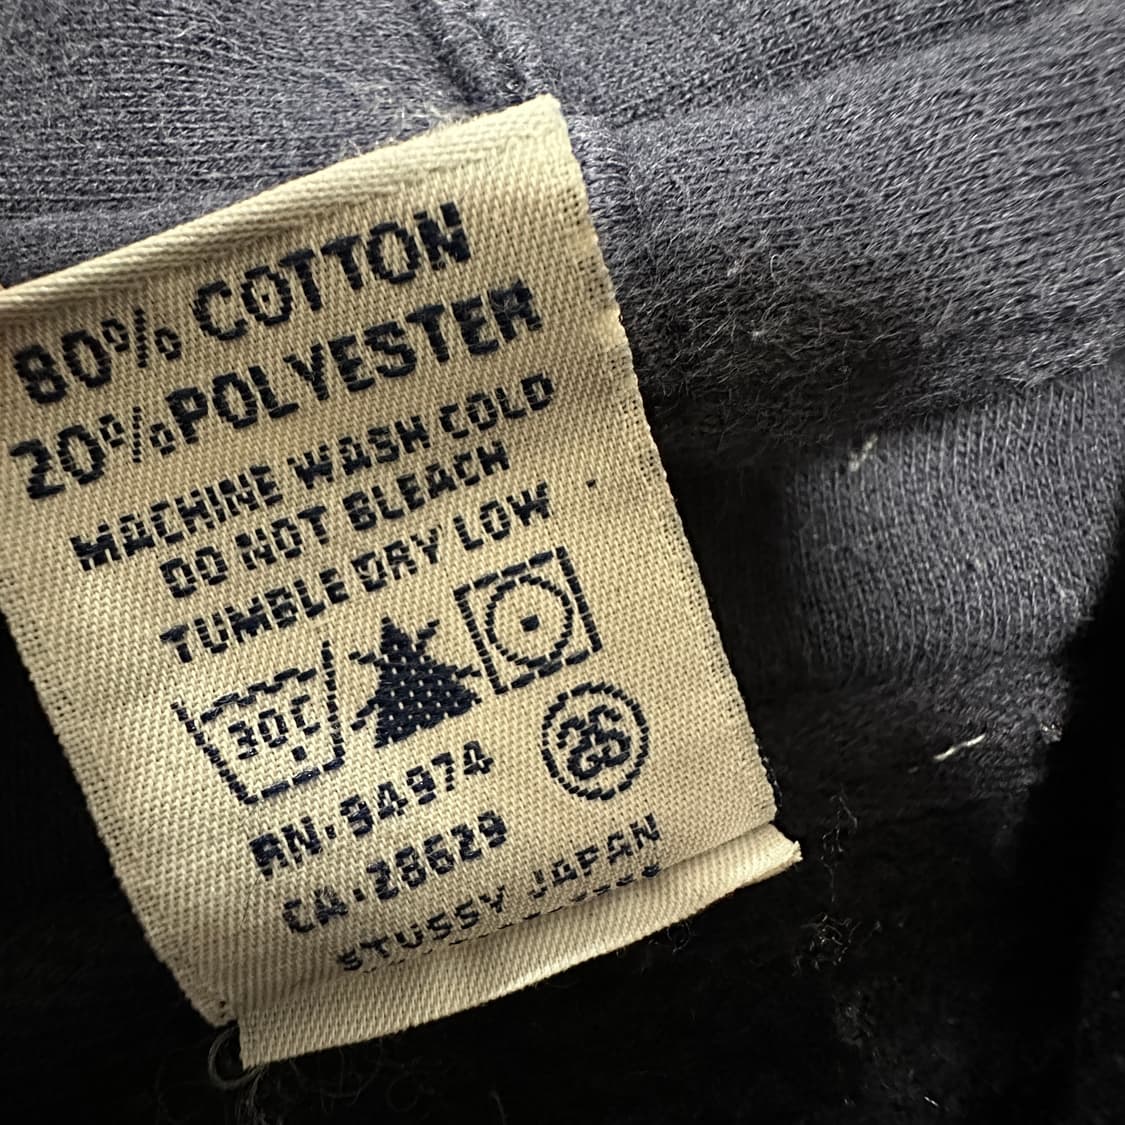 80% COTTON
20% POLYESTER
MACHINE WASH COLD
DO NOT BLEACH
TUMBLE DRY LOW
30C
RN·94974
CA·28629
STUSSY JAPAN